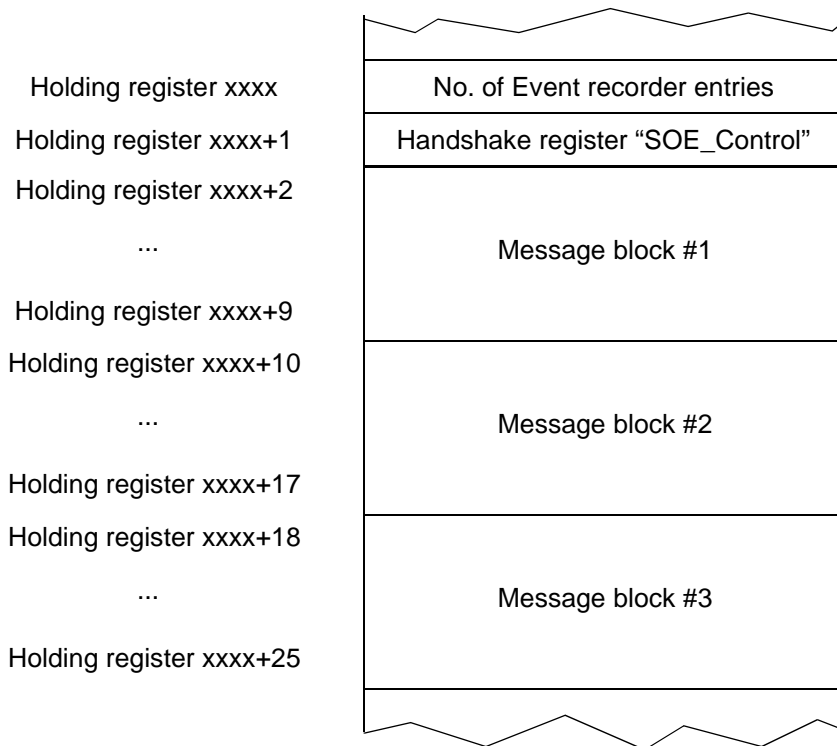 Holding register xxxx No. of Event recorder entries
Holding register xxxx+1 Handshake register “SOE_Control”
Holding register xxxx+2
...
Message block #1
Holding register xxxx+9
Holding register xxxx+10
...
Message block #2
Holding register xxxx+17
Holding register xxxx+18
...
Message block #3
Holding register xxxx+25